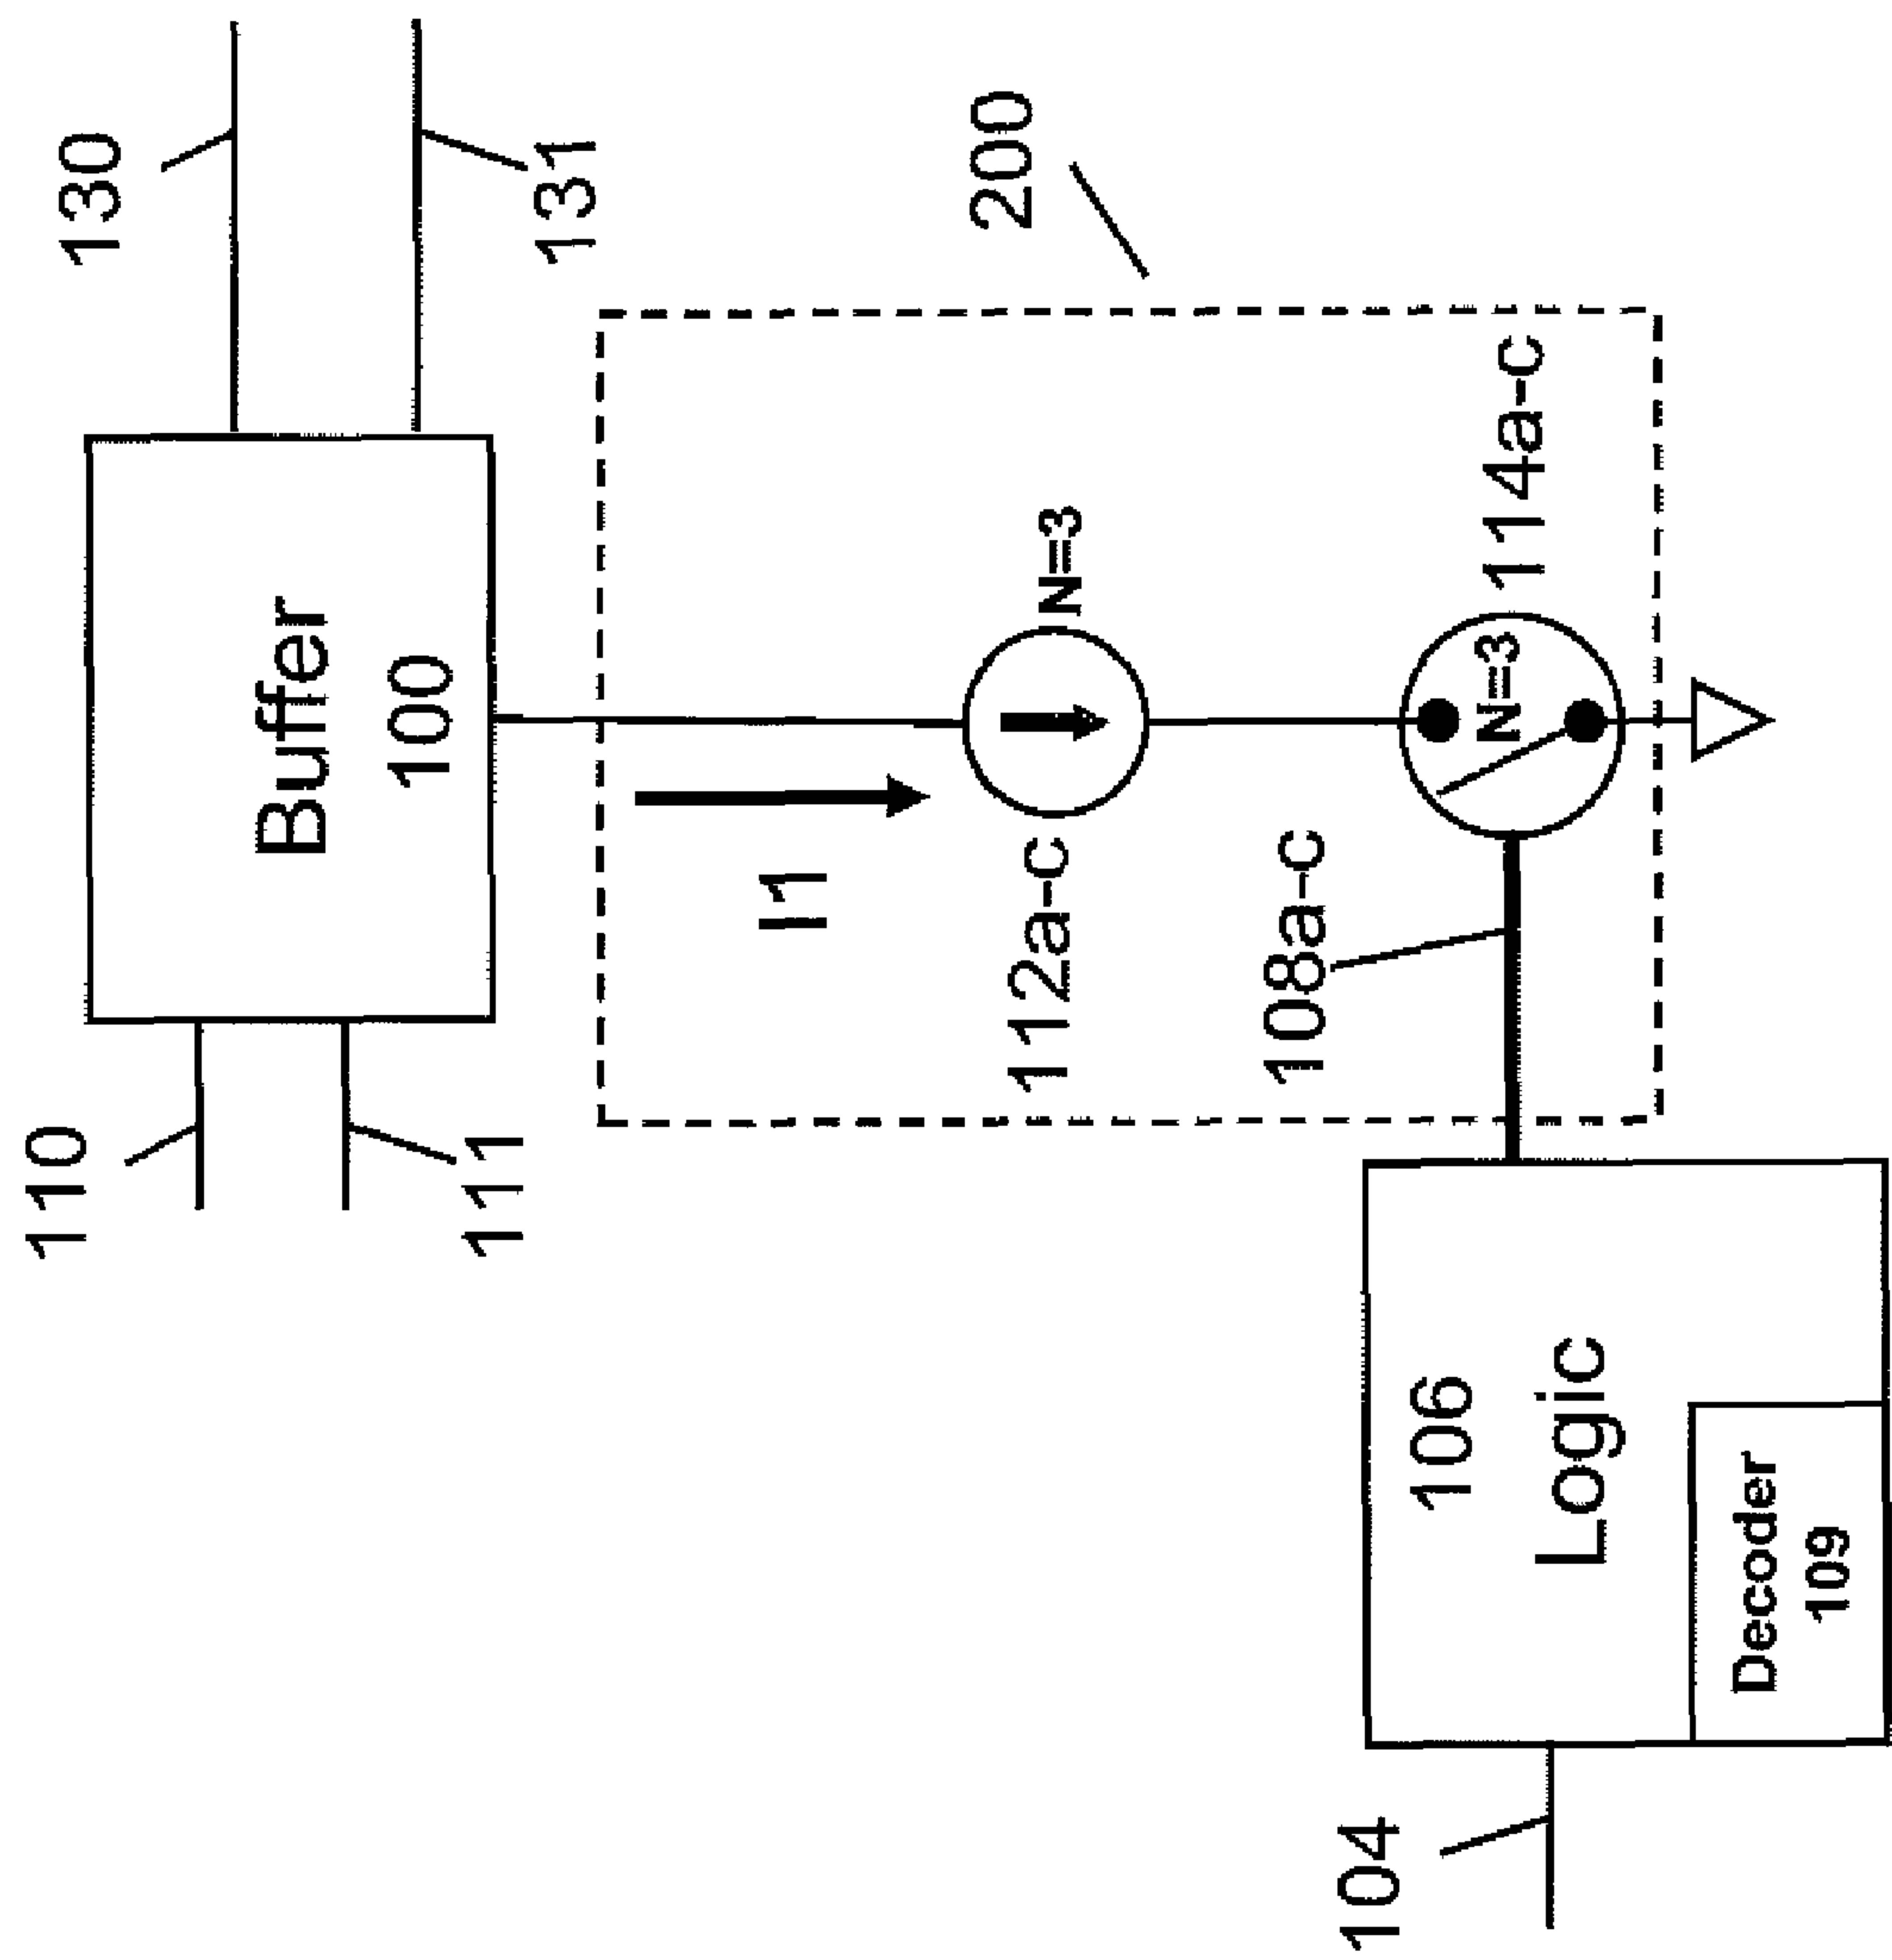 130
131
200
Buffer
100
110
111
I1
N=3
112a-c
N=3
114a-c
108a-c
106
Logic
Decoder
109
104